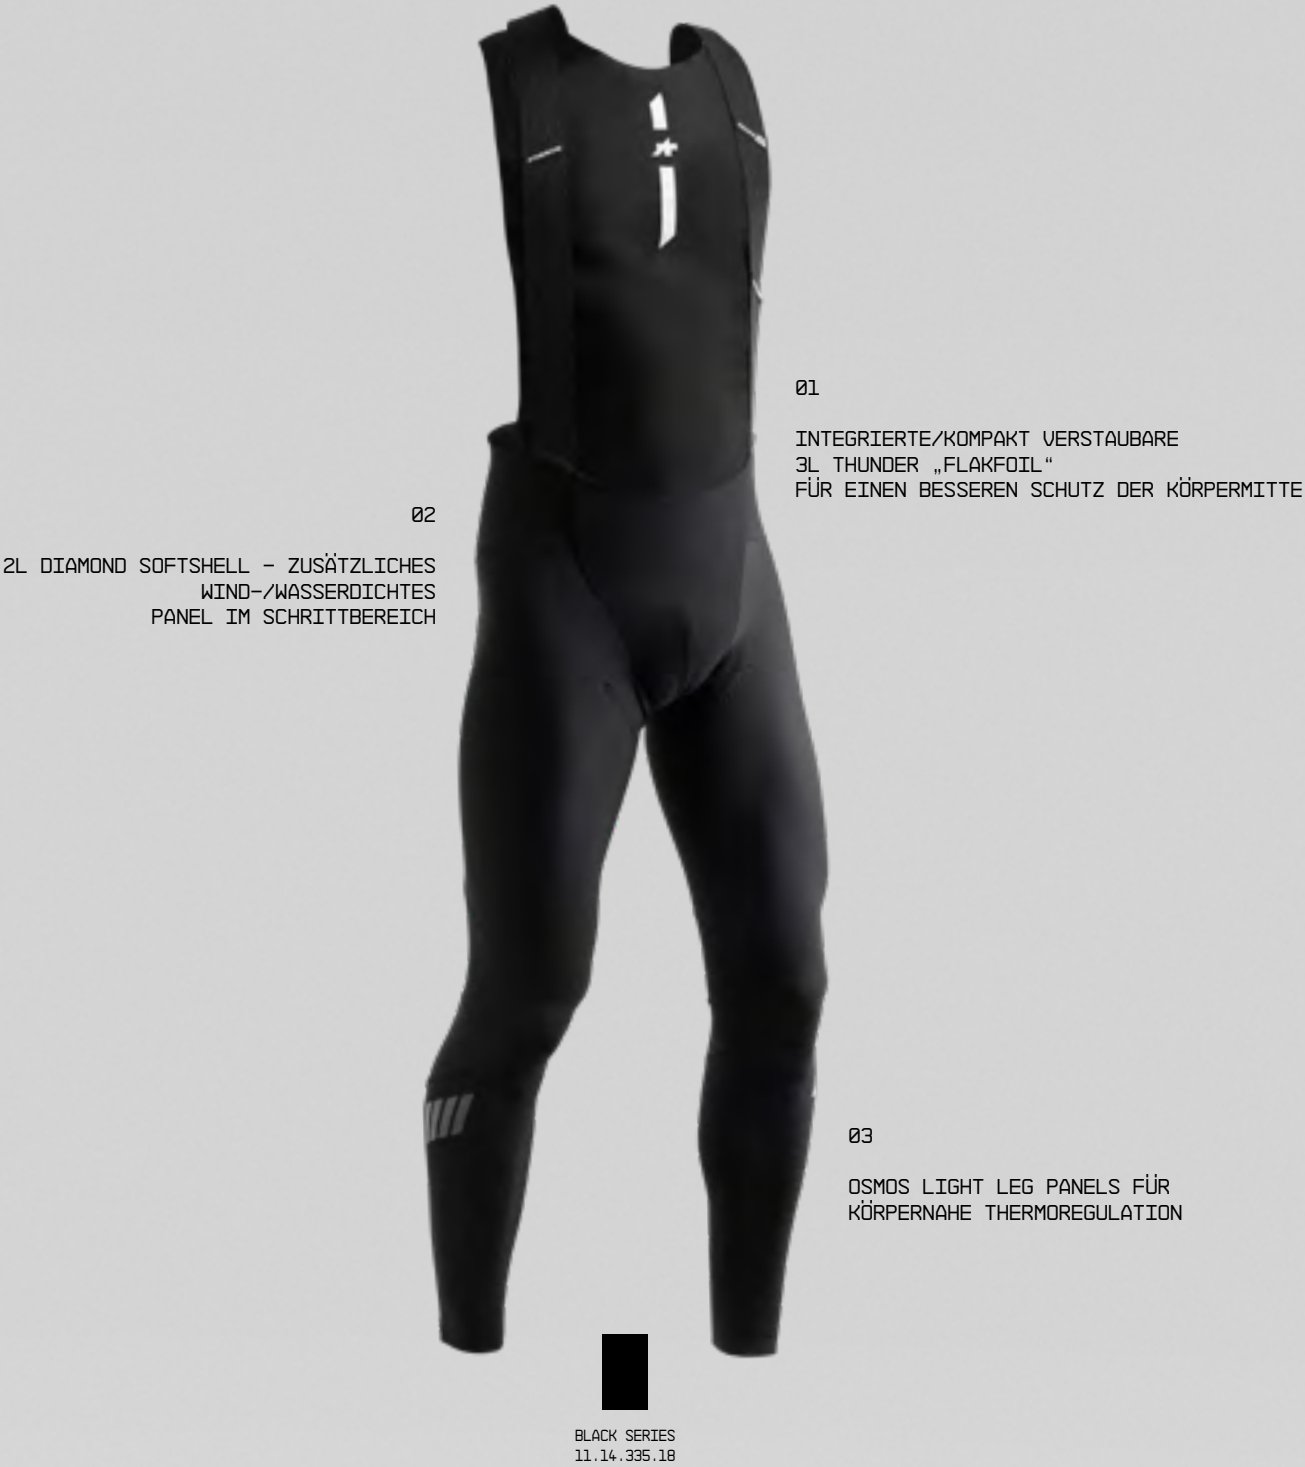 01
INTEGRIERTE/KOMPAKT VERSTAUBARE
3L THUNDER „FLAKFOIL“
FÜR EINEN BESSEREN SCHUTZ DER KÖRPERMITTE
02
2L DIAMOND SOFTSHELL – ZUSÄTZLICHES
WIND-/WASSERDICHTES
PANEL IM SCHRITTBEREICH
03
OSMOS LIGHT LEG PANELS FÜR
KÖRPERNAHE THERMOREGULATION
BLACK SERIES
11.14.335.18